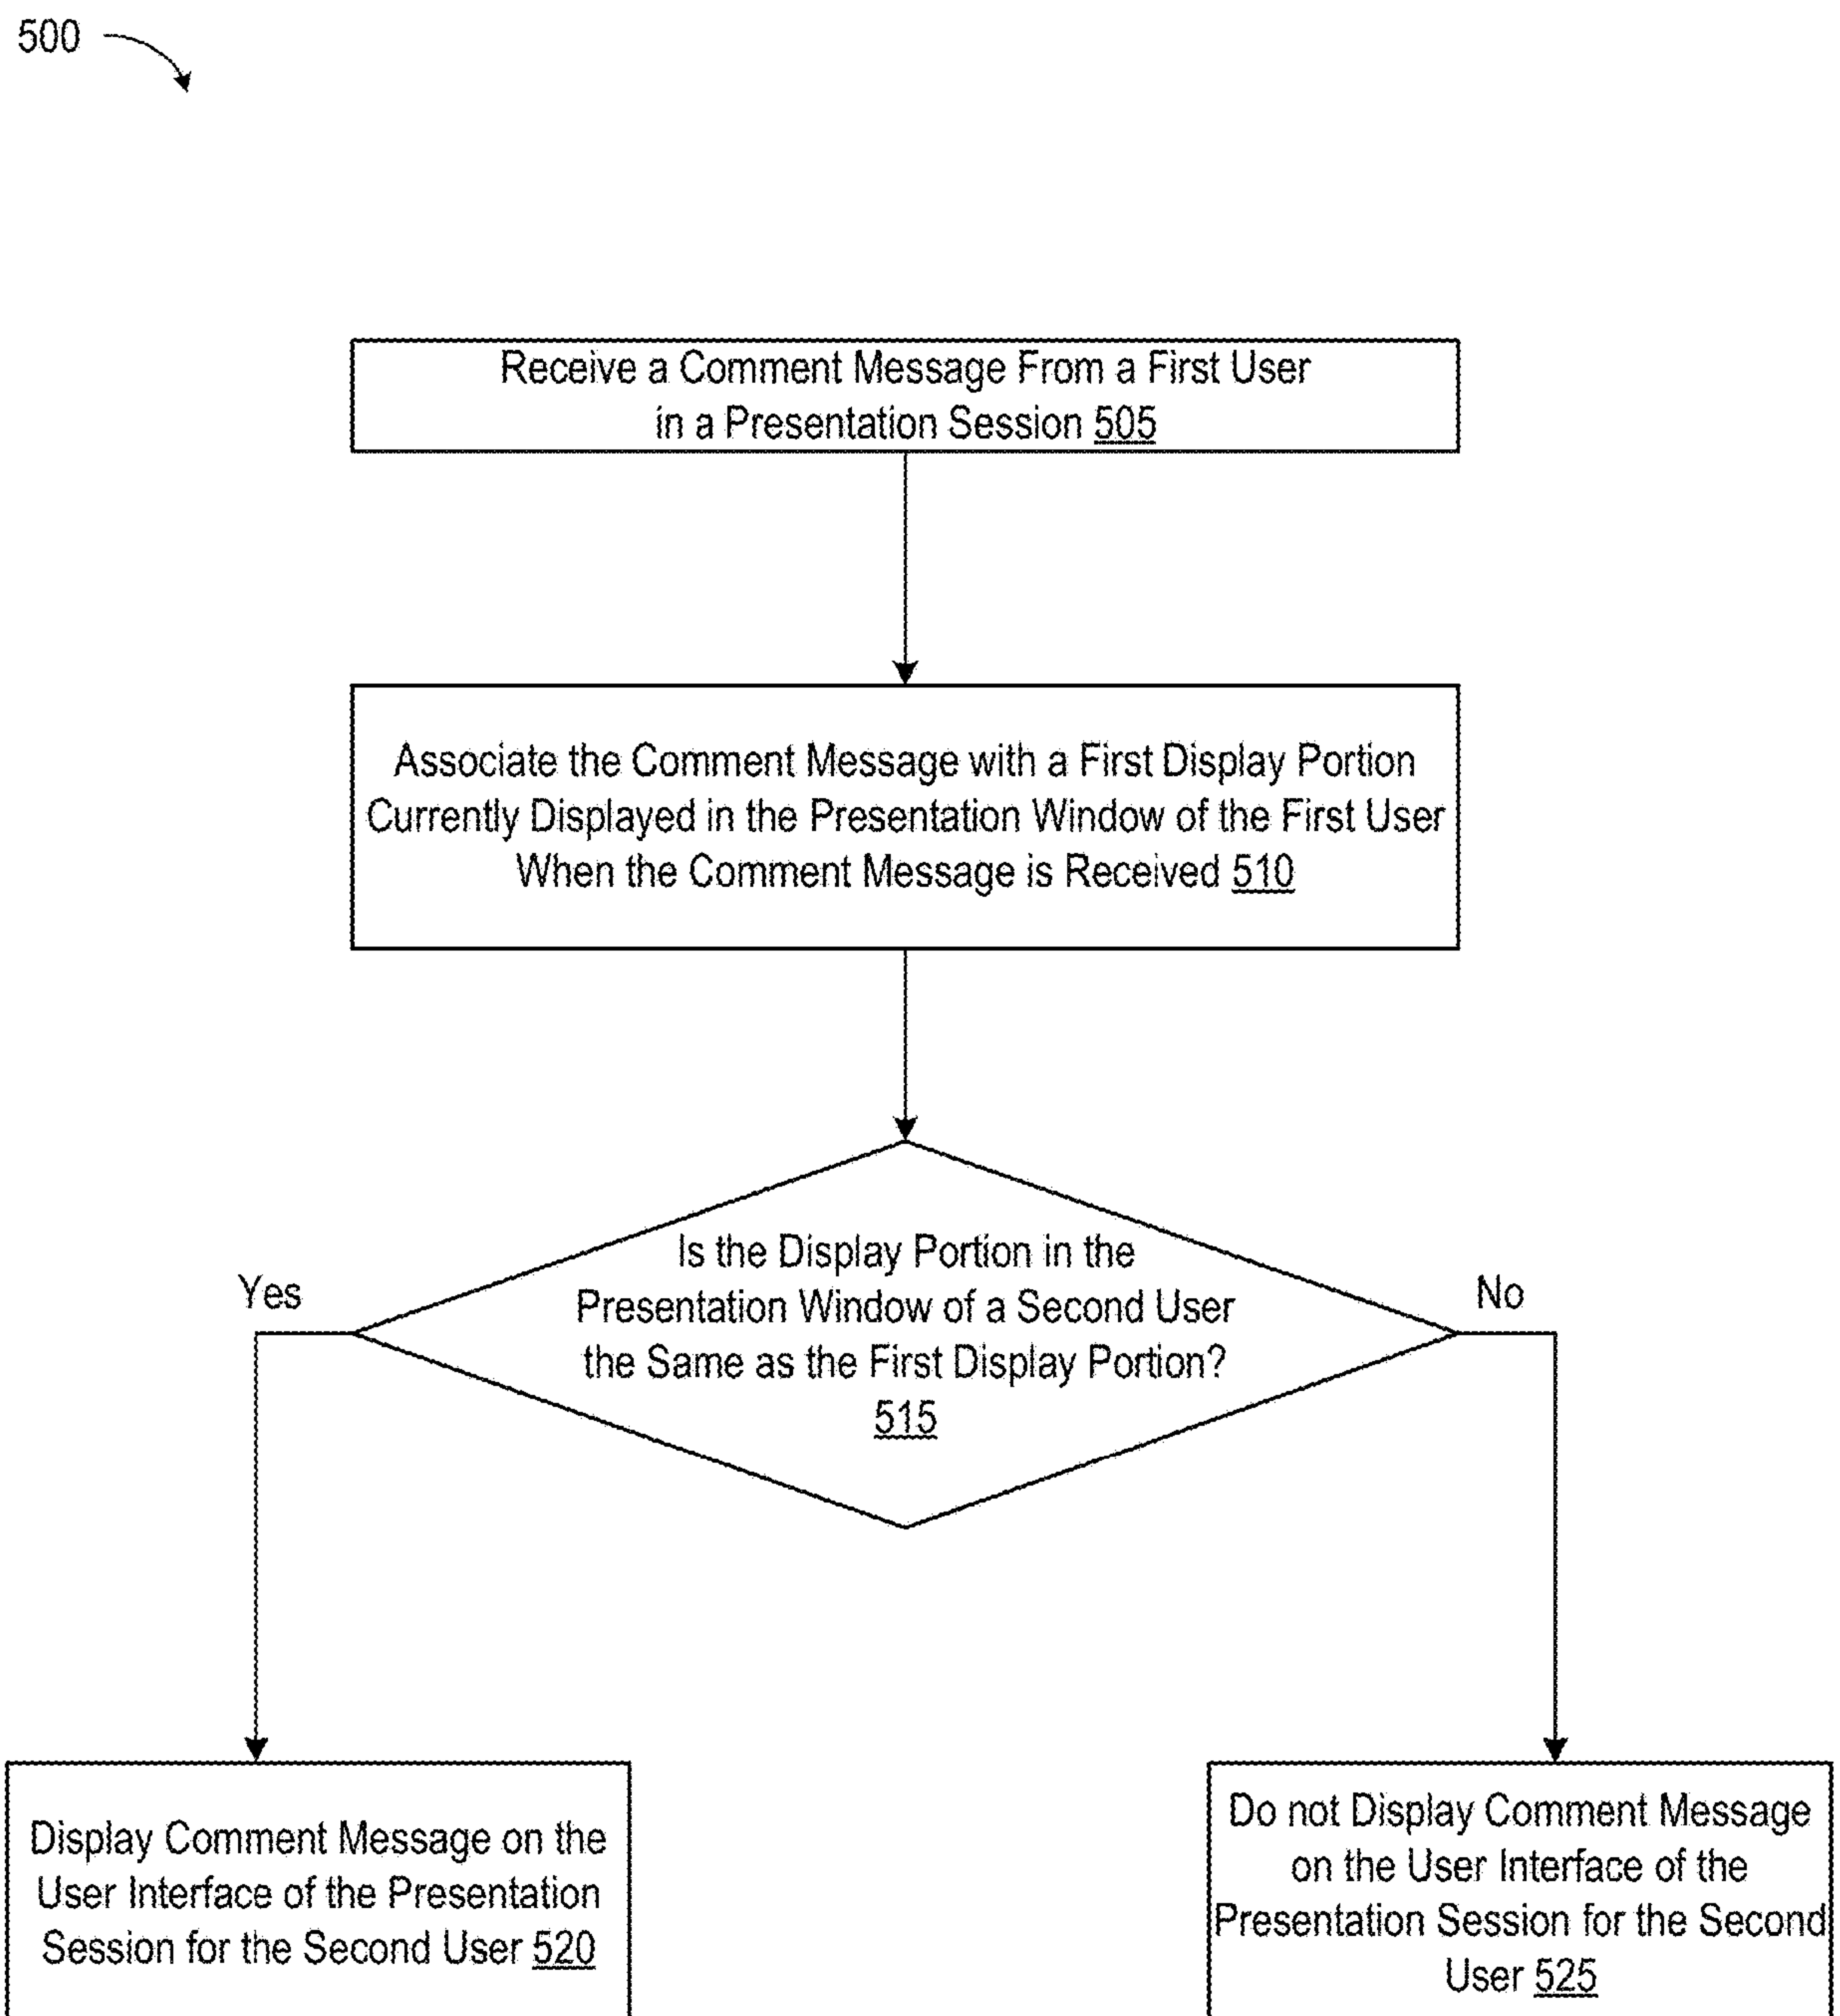 500
Receive a Comment Message From a First User
in a Presentation Session 505
Associate the Comment Message with a First Display Portion
Currently Displayed in the Presentation Window of the First User
When the Comment Message is Received 510
Is the Display Portion in the
Presentation Window of a Second User
the Same as the First Display Portion?
515
Yes
No
Display Comment Message on the
User Interface of the Presentation
Session for the Second User 520
Do not Display Comment Message
on the User Interface of the
Presentation Session for the Second
User 525